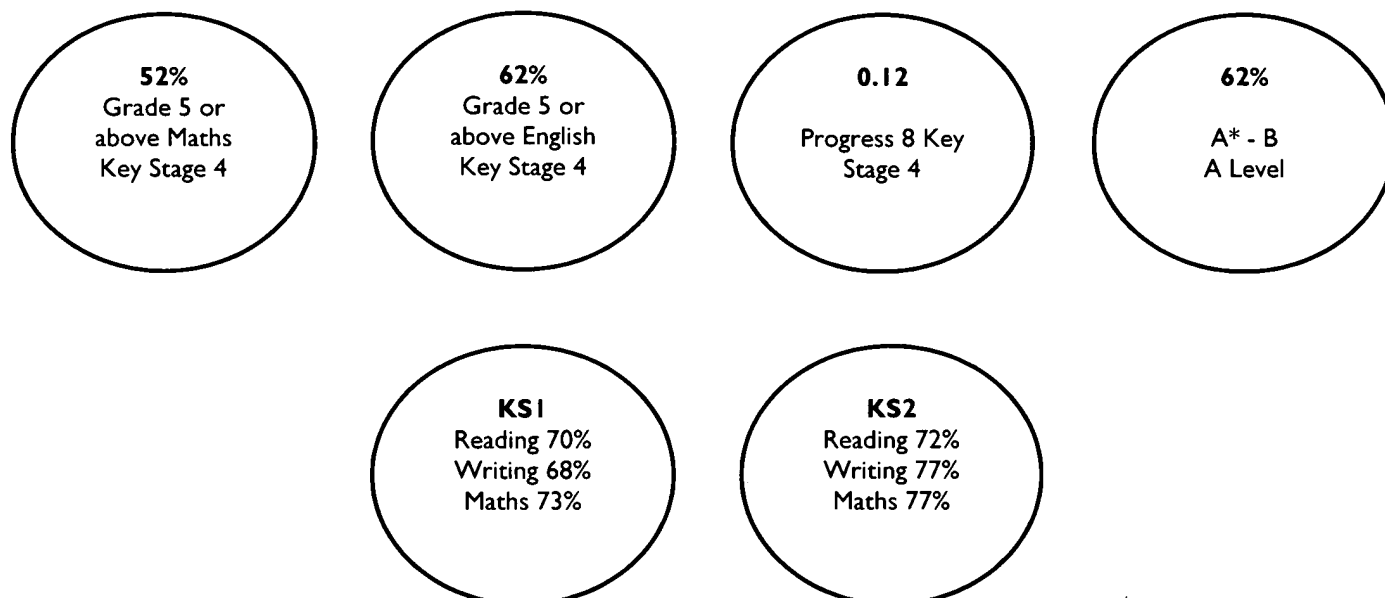 52%
Grade 5 or
above Maths
Key Stage 4
62%
Grade 5 or
above English
Key Stage 4
0.12
Progress 8 Key
Stage 4
62%
A* - B
A Level
KS1
Reading 70%
Writing 68%
Maths 73%
KS2
Reading 72%
Writing 77%
Maths 77%